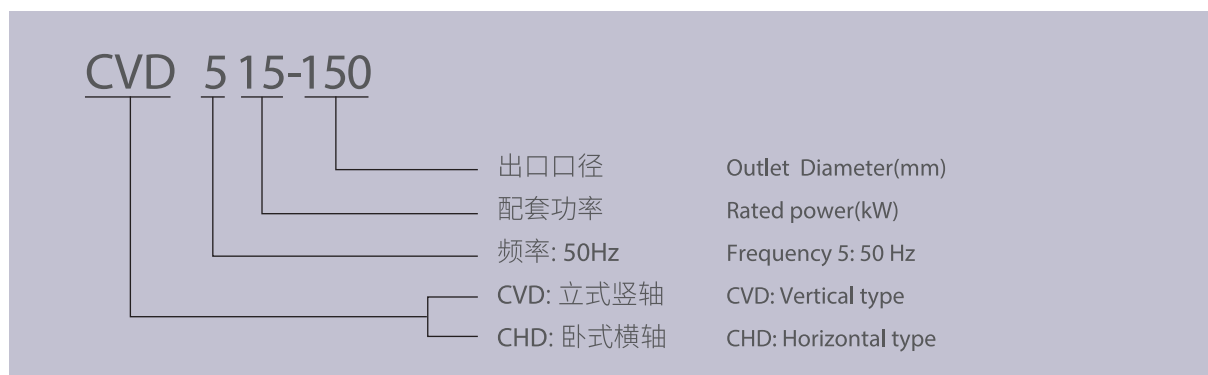 CVD 5 15-150
出口口径 Outlet Diameter(mm)
配套功率 Rated power(kW)
频率: 50Hz Frequency 5: 50 Hz
CVD: 立式竖轴 CVD: Vertical type
CHD: 卧式横轴 CHD: Horizontal type